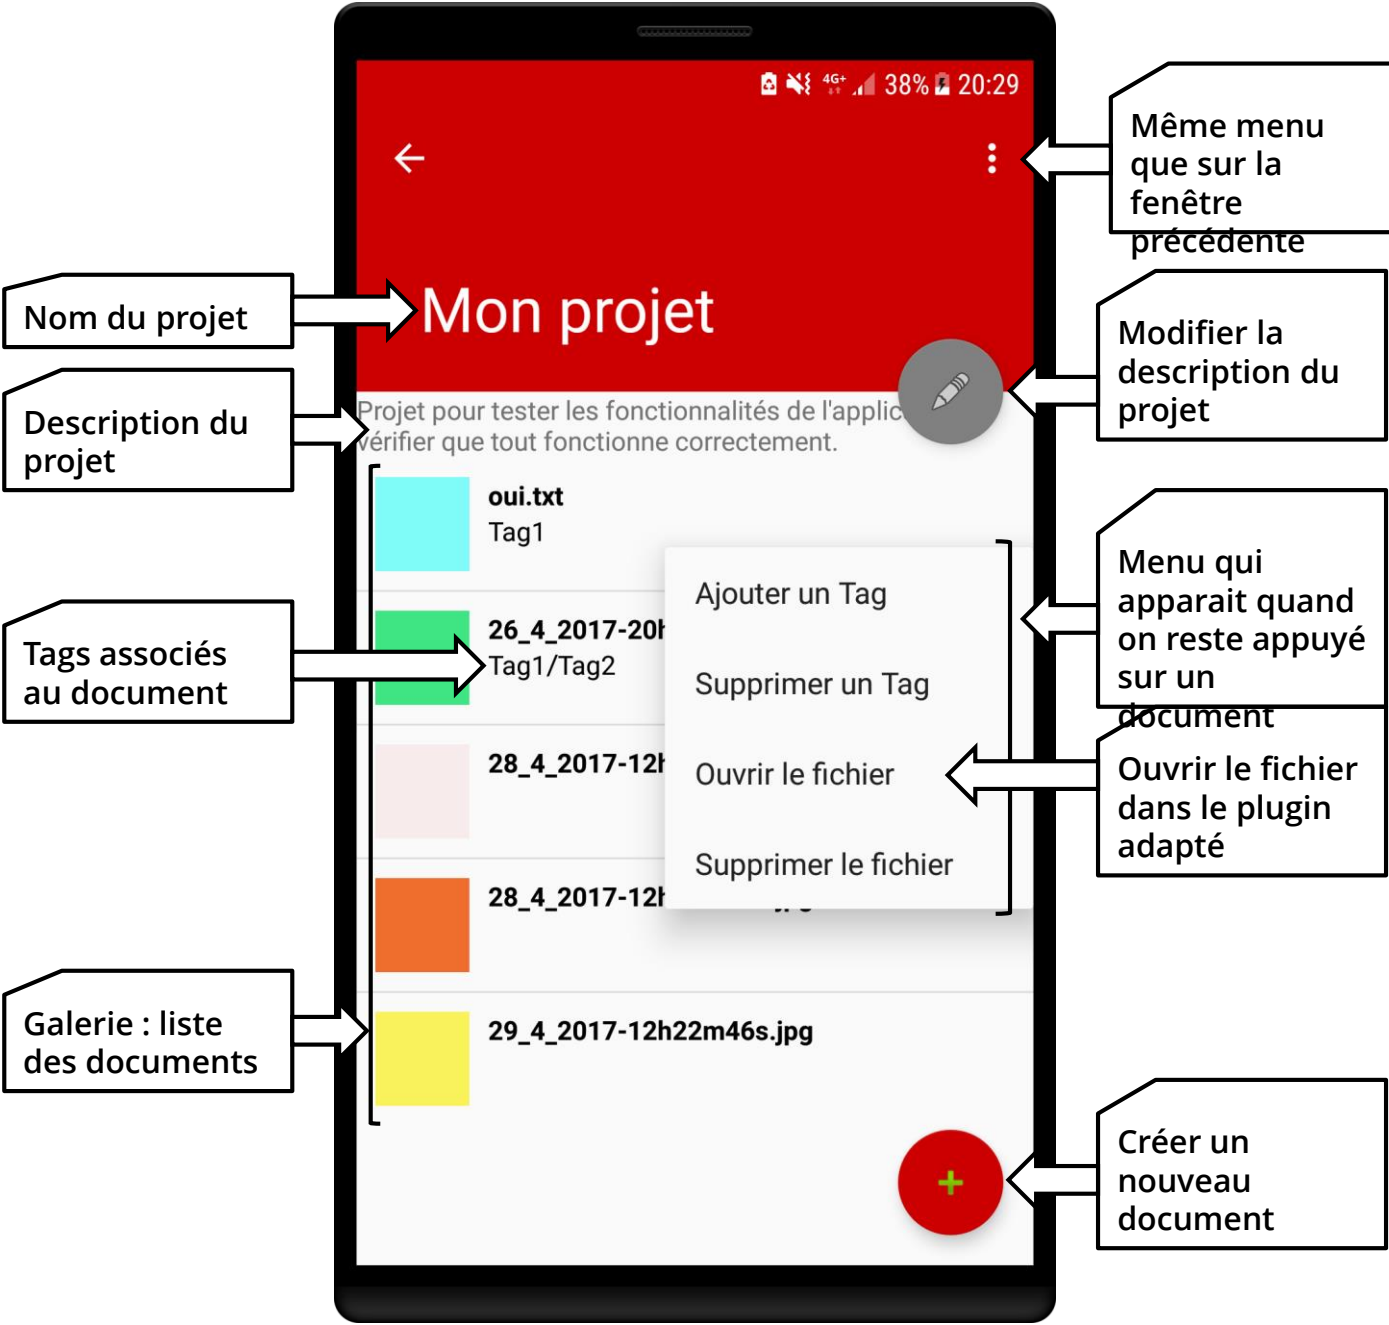 4G+ 38% 20:29
Même menu
que sur la
fenêtre
précédente
Nom du projet
Mon projet
Modifier la
description du
projet
Description du
projet
Projet pour tester les fonctionnalités de l'applic
vérifier que tout fonctionne correctement.
oui.txt
Tag1
Menu qui
apparait quand
on reste appuyé
sur un
document
Ajouter un Tag
Supprimer un Tag
Ouvrir le fichier
Supprimer le fichier
Tags associés
au document
26_4_2017-20h
Tag1/Tag2
28_4_2017-12h
Ouvrir le fichier
dans le plugin
adapté
28_4_2017-12h
Galerie : liste
des documents
29_4_2017-12h22m46s.jpg
Créer un
nouveau
document
+